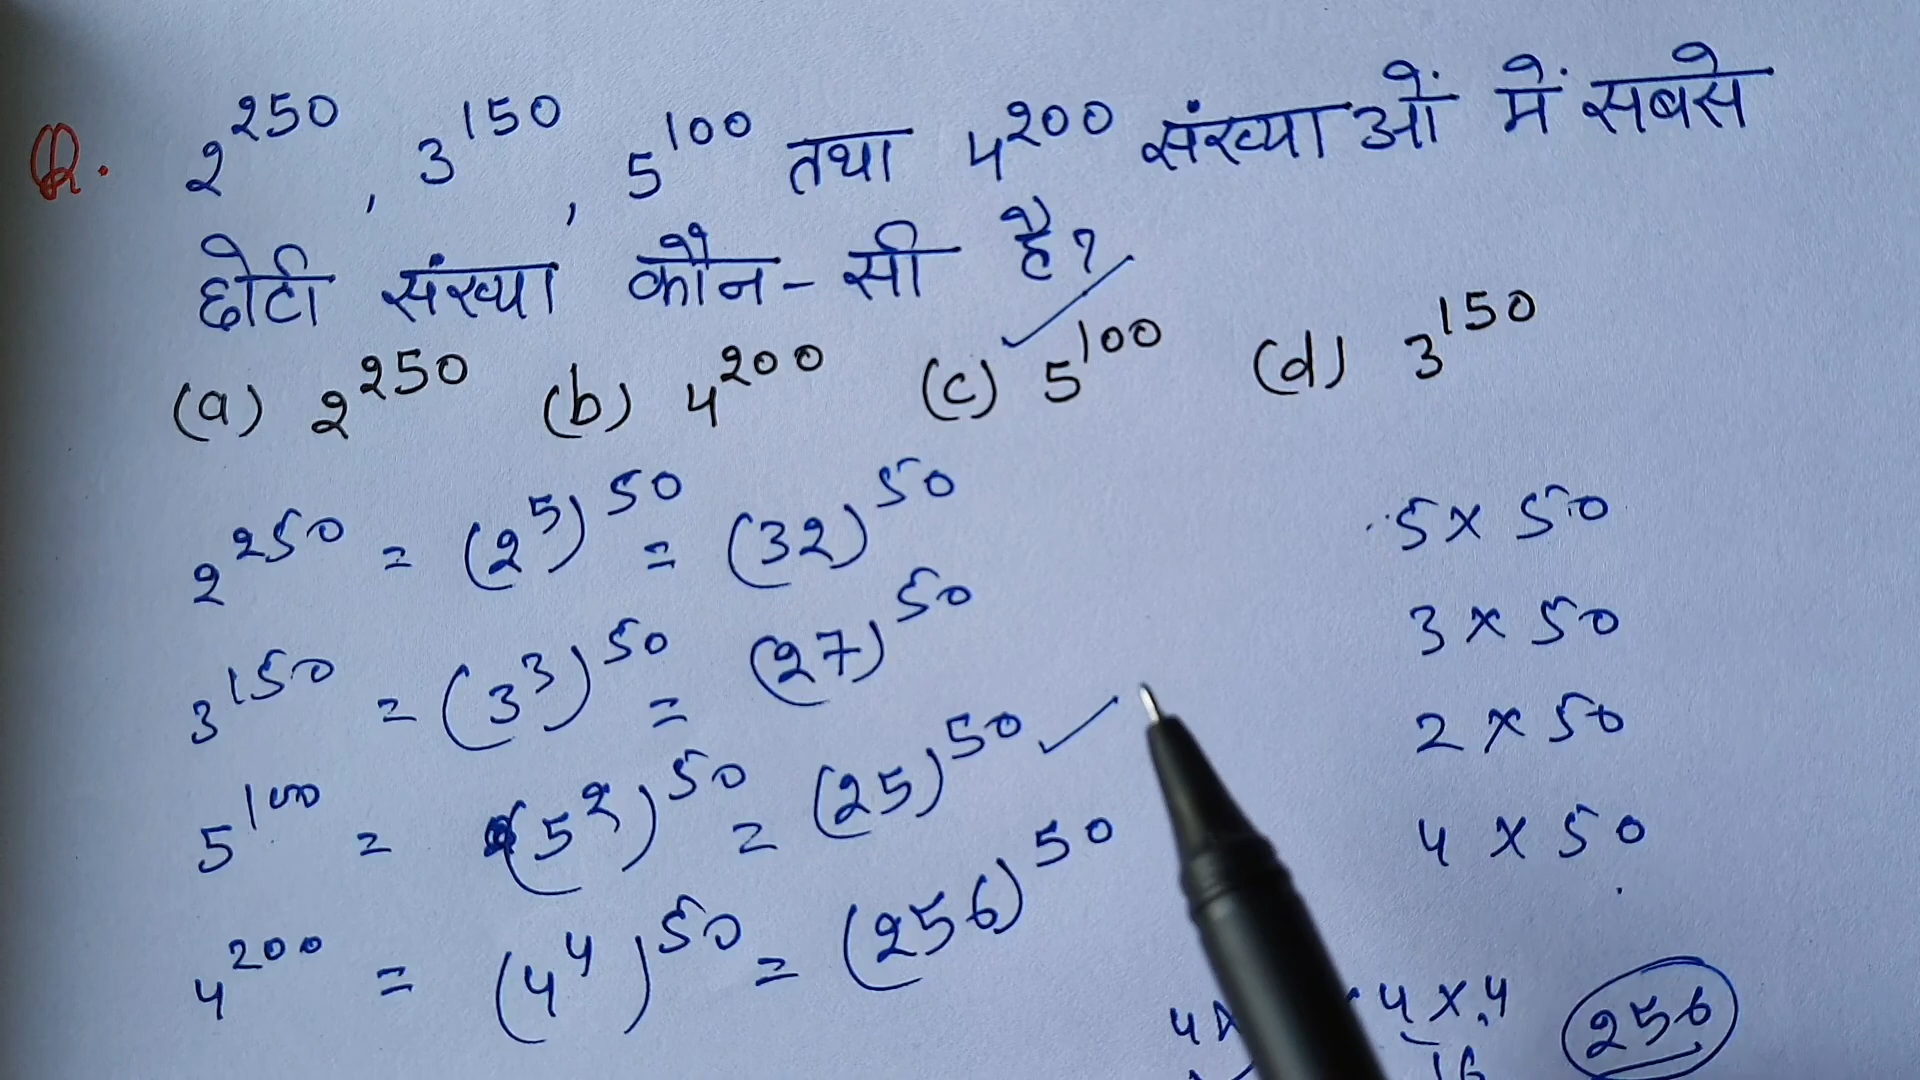 Q. 2^250, 3^150, 5^100 तथा 4^200 संख्याओं में सबसे
छोटी संख्या कौन-सी है?
(a) 2^250 (b) 4^200 (c) 5^100 (d) 3^150
2^250 = (2^5)^50 = (32)^50 5 x 50
3^150 = (3^3)^50 = (27)^50 3 x 50
5^100 = (5^2)^50 = (25)^50 2 x 50
4^200 = (4^4)^50 = (256)^50 4 x 50
4 x 4 x 4 256
16